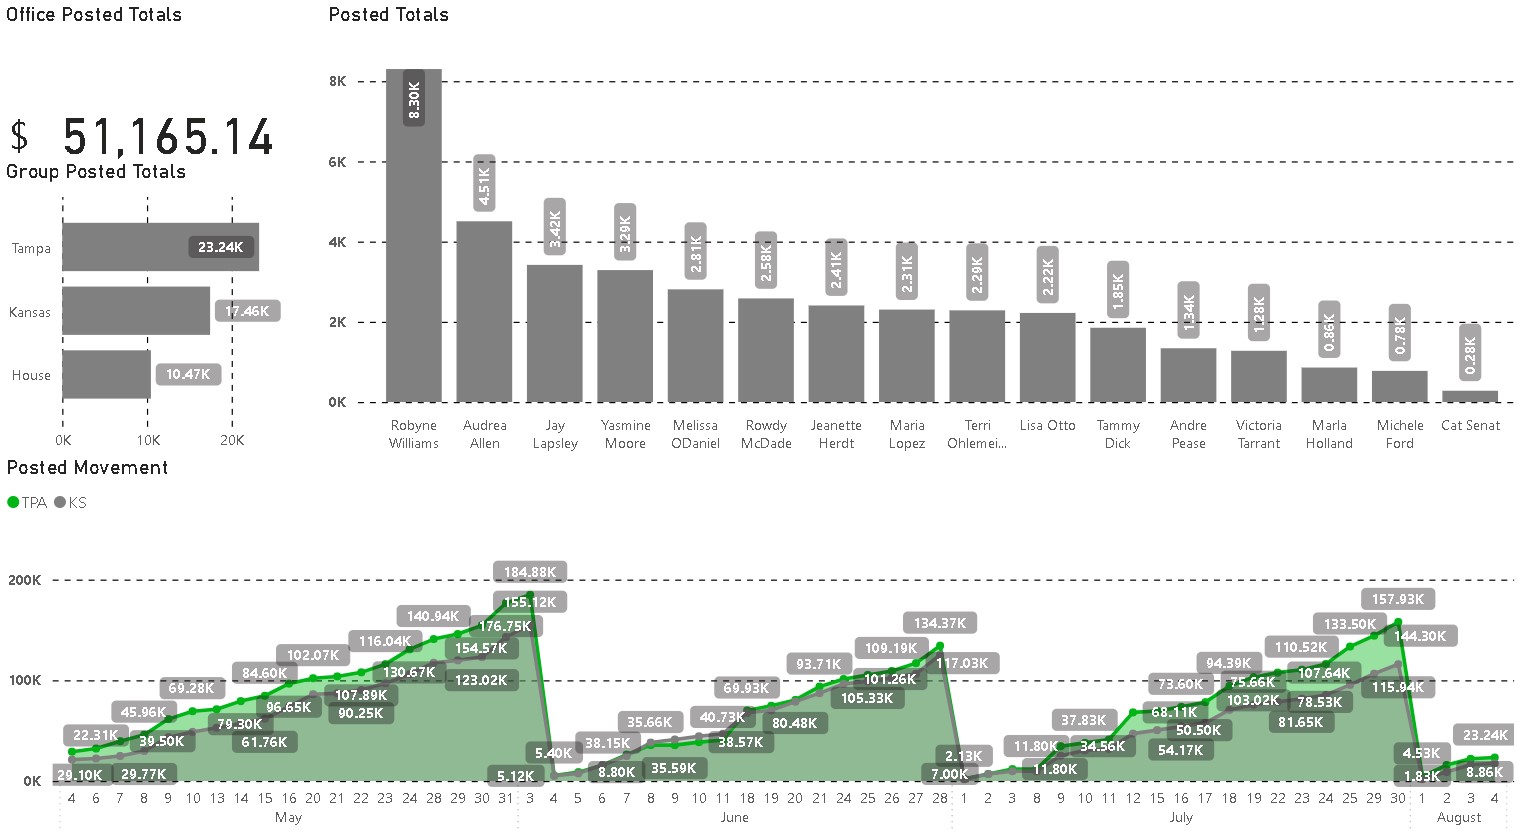 Office Posted Totals
$ 51,165.14
Group Posted Totals
Tampa 23.24K
Kansas 17.46K
House 10.47K
0K 10K 20K
Posted Totals
8K
6K
4K
2K
0K
8.30K 4.51K 3.42K 3.29K 2.81K 2.58K 2.41K 2.31K 2.29K 2.22K 1.85K 1.34K 1.28K 0.86K 0.78K 0.28K
Robyne Audrea Jay Yasmine Melissa Rowdy Jeanette Maria Terri Lisa Otto Tammy Andre Victoria Marla Michele Cat Senat
Williams Allen Lapsley Moore ODaniel McDade Herdt Lopez Ohlemei... Dick Pease Tarrant Holland Ford
Posted Movement
TPA KS
200K
100K
0K
29.10K 22.31K 29.77K 45.96K 39.50K 69.28K 79.30K 84.60K 61.76K 96.65K 102.07K 107.89K 90.25K 116.04K 130.67K 140.94K 154.57K 123.02K 176.75K 155.12K 184.88K
5.12K 5.40K 38.15K 8.80K 35.66K 35.59K 40.73K 38.57K 69.93K 80.48K 93.71K 105.33K 101.26K 109.19K 134.37K 117.03K
2.13K 7.00K 11.80K 11.80K 37.83K 34.56K 73.60K 68.11K 54.17K 50.50K 94.39K 75.66K 103.02K 110.52K 81.65K 107.64K 78.53K 133.50K 115.94K 157.93K 144.30K
4.53K 1.83K 23.24K 8.86K
4 6 7 8 9 10 13 14 15 16 20 21 22 23 24 28 29 30 31 3 4 5 6 7 8 9 10 11 18 19 20 21 24 25 26 27 28 1 2 3 8 9 10 11 12 15 16 17 18 19 22 23 24 25 29 30 1 2 3 4
May June July August